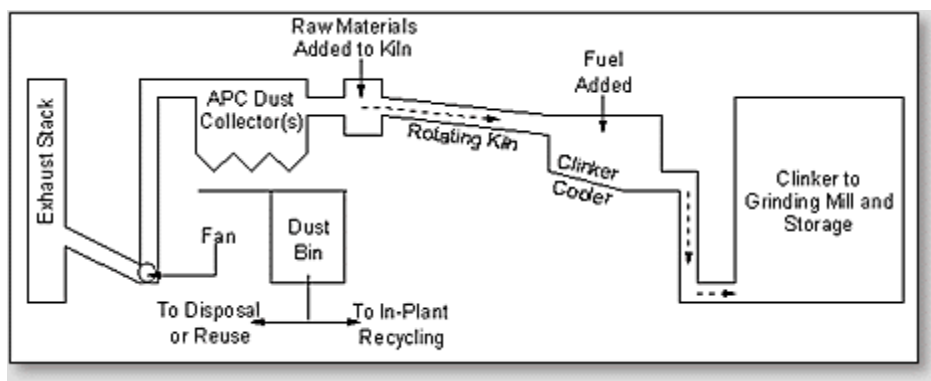 Raw Materials
Added to Kiln
Fuel
Added
APC Dust
Collector(s)
Exhaust Stack
Rotating Kiln
Clinker
Cooler
Clinker to
Grinding Mill and
Storage
Fan
Dust
Bin
To Disposal
or Reuse
To In-Plant
Recycling